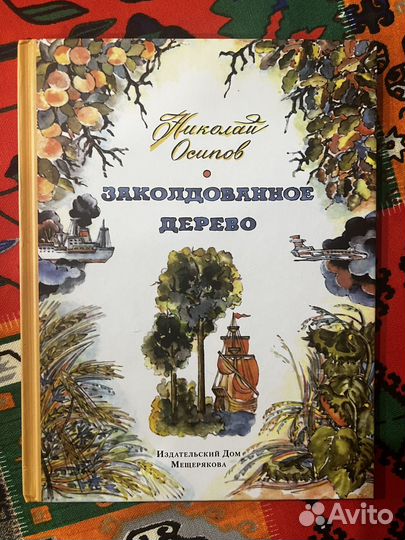 Николай
Осипов
ЗАКОЛДОВАННОЕ
ДЕРЕВО
Издательский Дом
Мещерякова
Avito